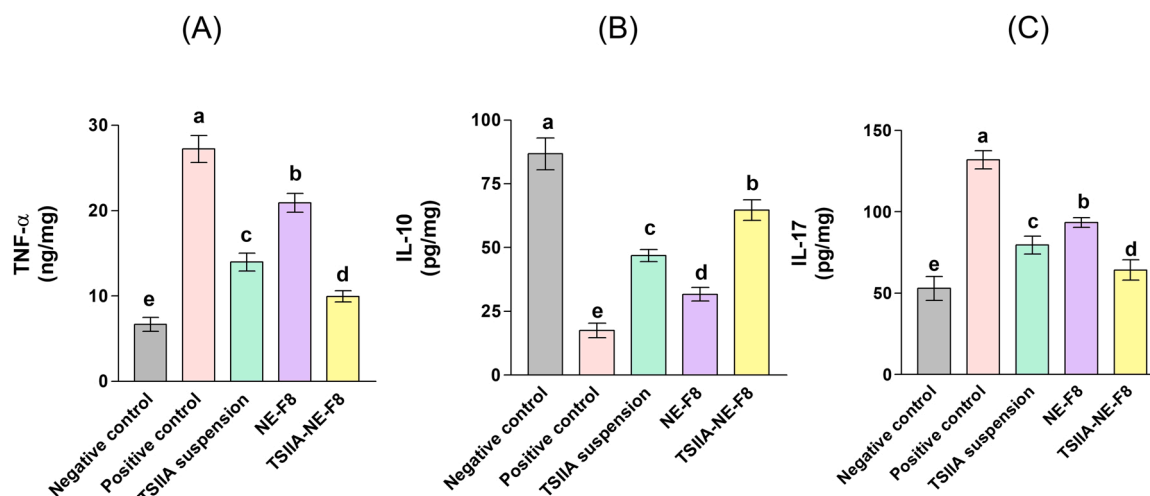 (A)
TNF-α
(ng/mg)
30
20
10
0
e
a
c
b
d
Negative control
Positive control
TSIIA suspension
NE-F8
TSIIA-NE-F8
(B)
IL-10
(pg/mg)
100
75
50
25
0
a
e
c
d
b
Negative control
Positive control
TSIIA suspension
NE-F8
TSIIA-NE-F8
(C)
IL-17
(pg/mg)
150
100
50
0
e
a
c
b
d
Negative control
Positive control
TSIIA suspension
NE-F8
TSIIA-NE-F8